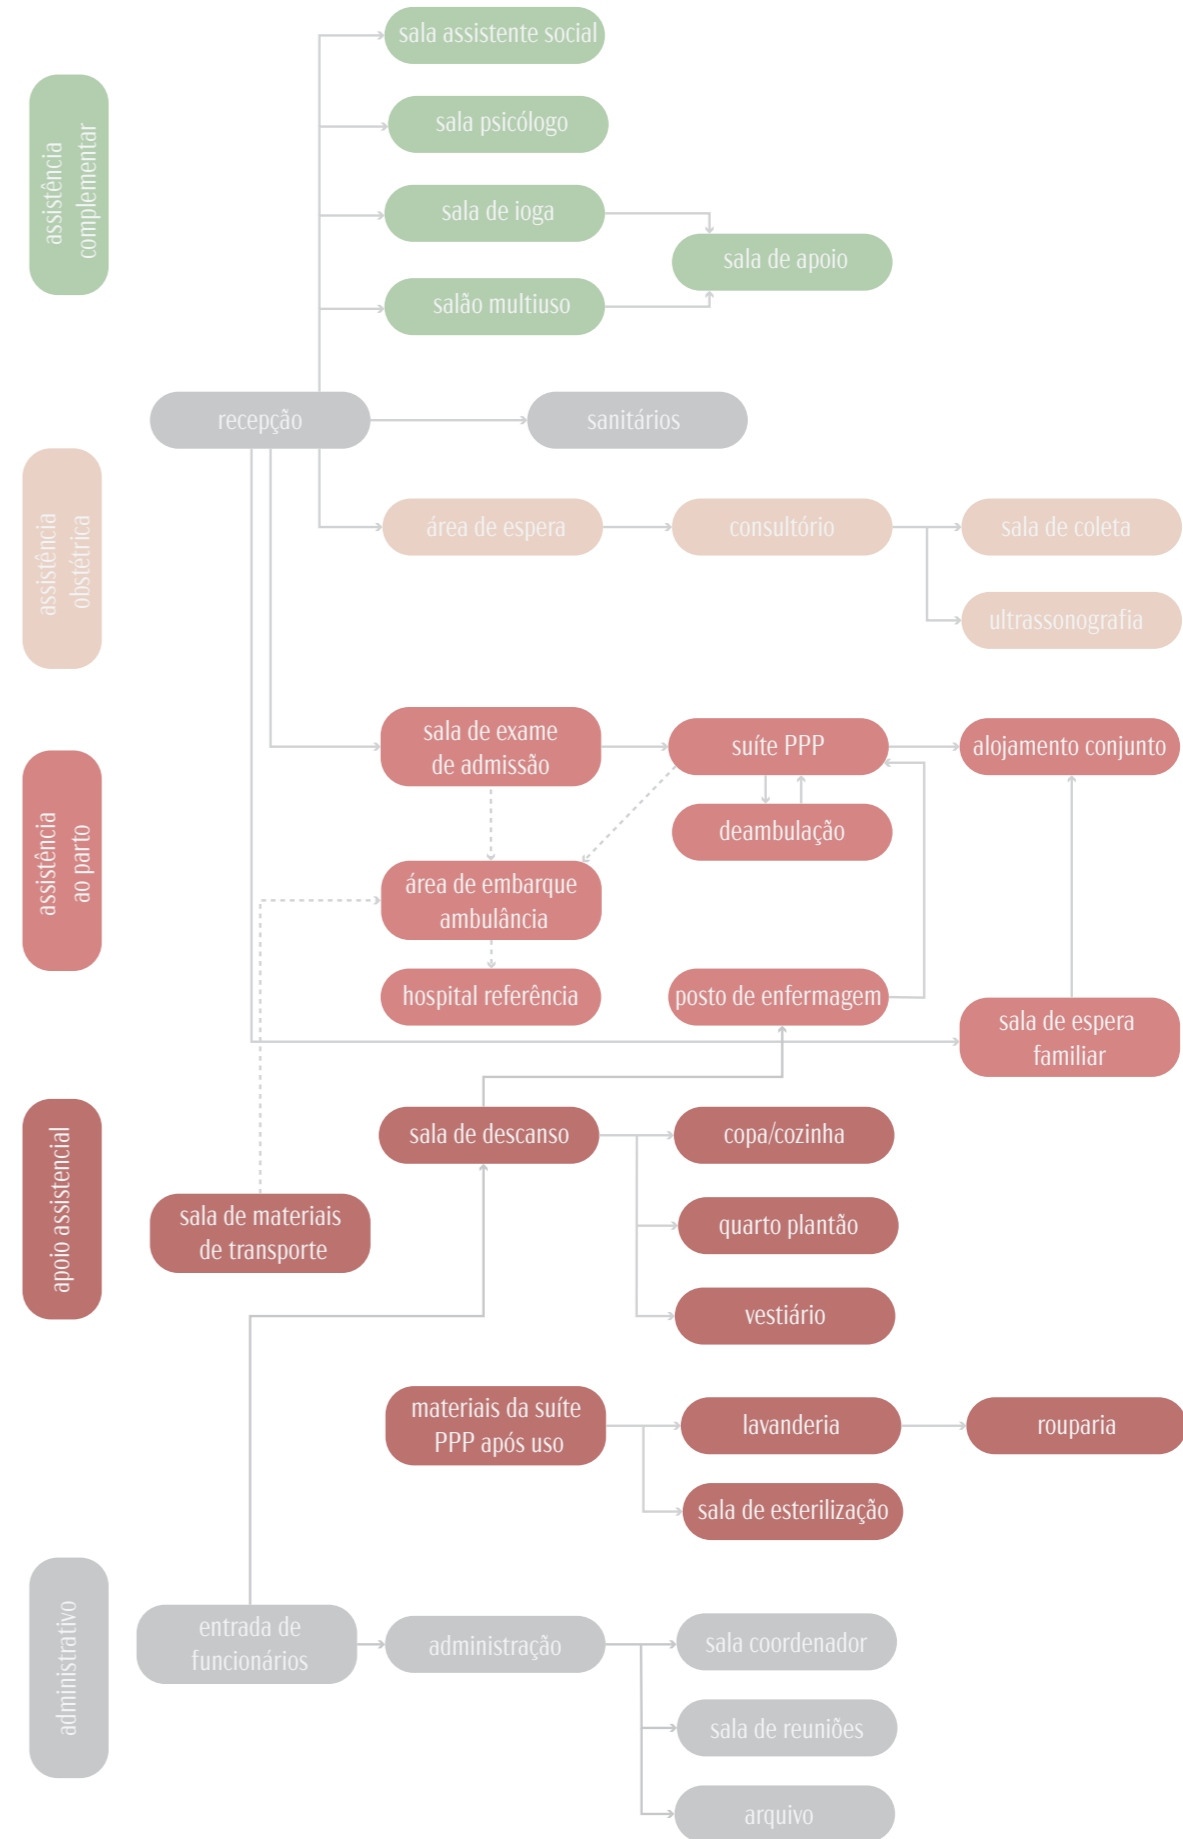 sala assistente social
sala psicólogo
assistência
complementar
sala de ioga
sala de apoio
salão multiuso
recepção
sanitários
assistência
obstétrica
área de espera
consultório
sala de coleta
ultrassonografia
assistência
ao parto
sala de exame
de admissão
suíte PPP
alojamento conjunto
deambulação
área de embarque
ambulância
hospital referência
posto de enfermagem
sala de espera
familiar
apoio assistencial
sala de descanso
copa/cozinha
sala de materiais
de transporte
quarto plantão
vestiário
materiais da suíte
PPP após uso
lavanderia
rouparia
sala de esterilização
administrativo
entrada de
funcionários
administração
sala coordenador
sala de reuniões
arquivo